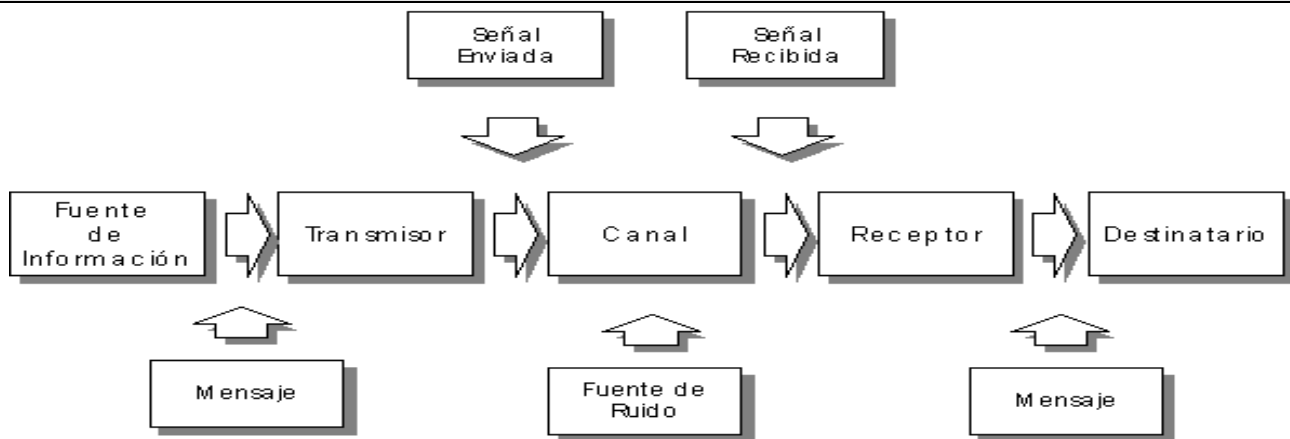 Señal
Enviada
Señal
Recibida
Fuente
de
Información
Transmisor
Canal
Receptor
Destinatario
Mensaje
Fuente de
Ruido
Mensaje